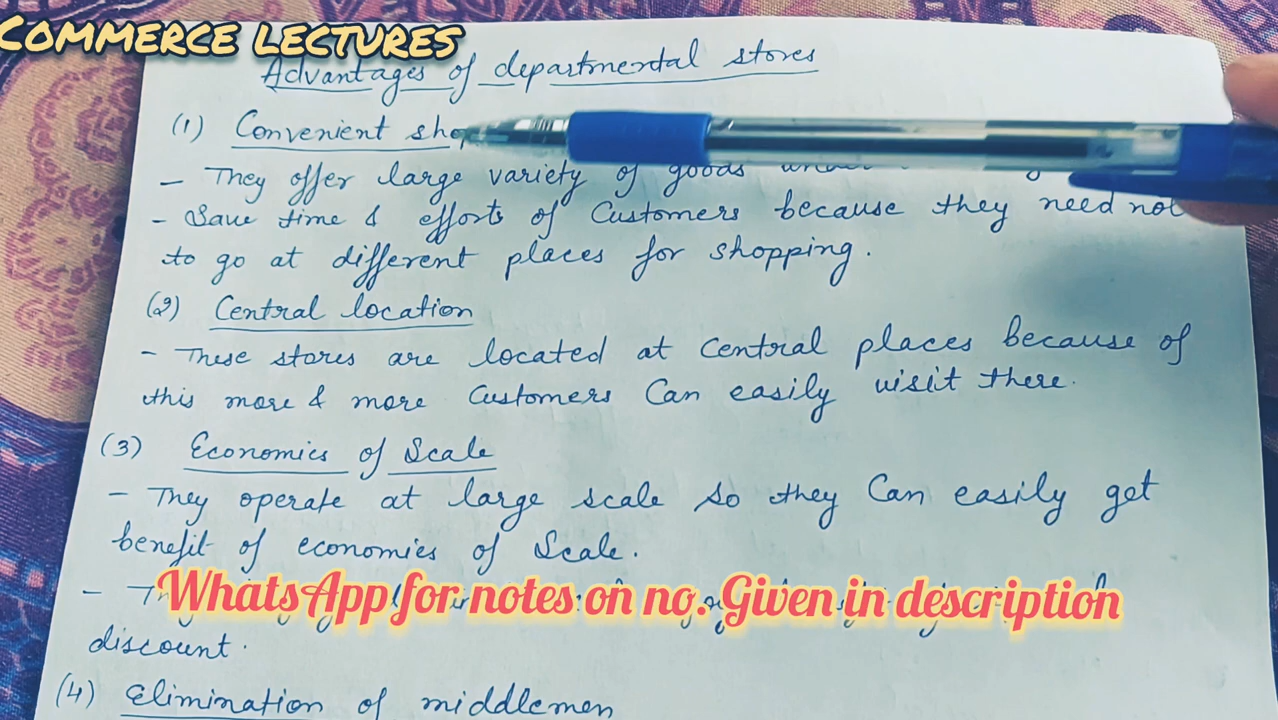 COMMERCE LECTURES
Advantages of departmental stores
(1) Convenient
- They offer large variety of goods
- Save time & efforts of Customers because they need not
to go at different places for shopping.
(2) Central location
- These stores are located at Central places because of
this more & more Customers Can easily visit there.
(3) Economics of Scale
- They operate at large scale so they Can easily get
benefit of economies of Scale.
WhatsApp for notes on no. Given in description
discount.
(4) Elimination of middlemen